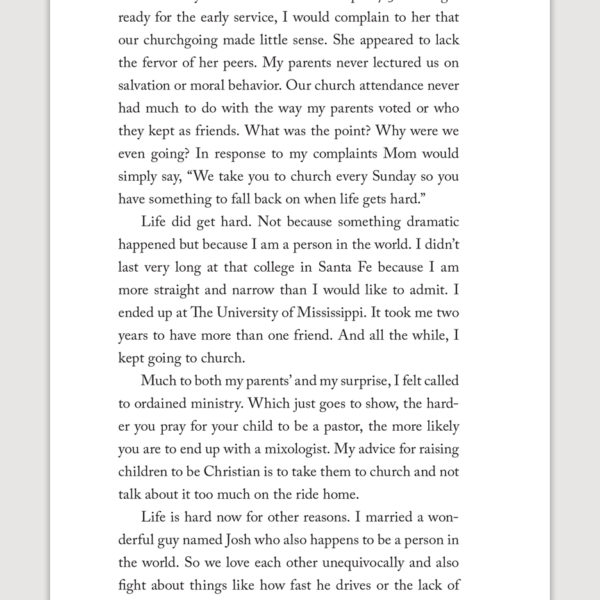 ready for the early service, I would complain to her that
our churchgoing made little sense. She appeared to lack
the fervor of her peers. My parents never lectured us on
salvation or moral behavior. Our church attendance never
had much to do with the way my parents voted or who
they kept as friends. What was the point? Why were we
even going? In response to my complaints Mom would
simply say, “We take you to church every Sunday so you
have something to fall back on when life gets hard.”
Life did get hard. Not because something dramatic
happened but because I am a person in the world. I didn’t
last very long at that college in Santa Fe because I am
more straight and narrow than I would like to admit. I
ended up at The University of Mississippi. It took me two
years to have more than one friend. And all the while, I
kept going to church.
Much to both my parents’ and my surprise, I felt called
to ordained ministry. Which just goes to show, the hard-
er you pray for your child to be a pastor, the more likely
you are to end up with a mixologist. My advice for raising
children to be Christian is to take them to church and not
talk about it too much on the ride home.
Life is hard now for other reasons. I married a won-
derful guy named Josh who also happens to be a person in
the world. So we love each other unequivocally and also
fight about things like how fast he drives or the lack of